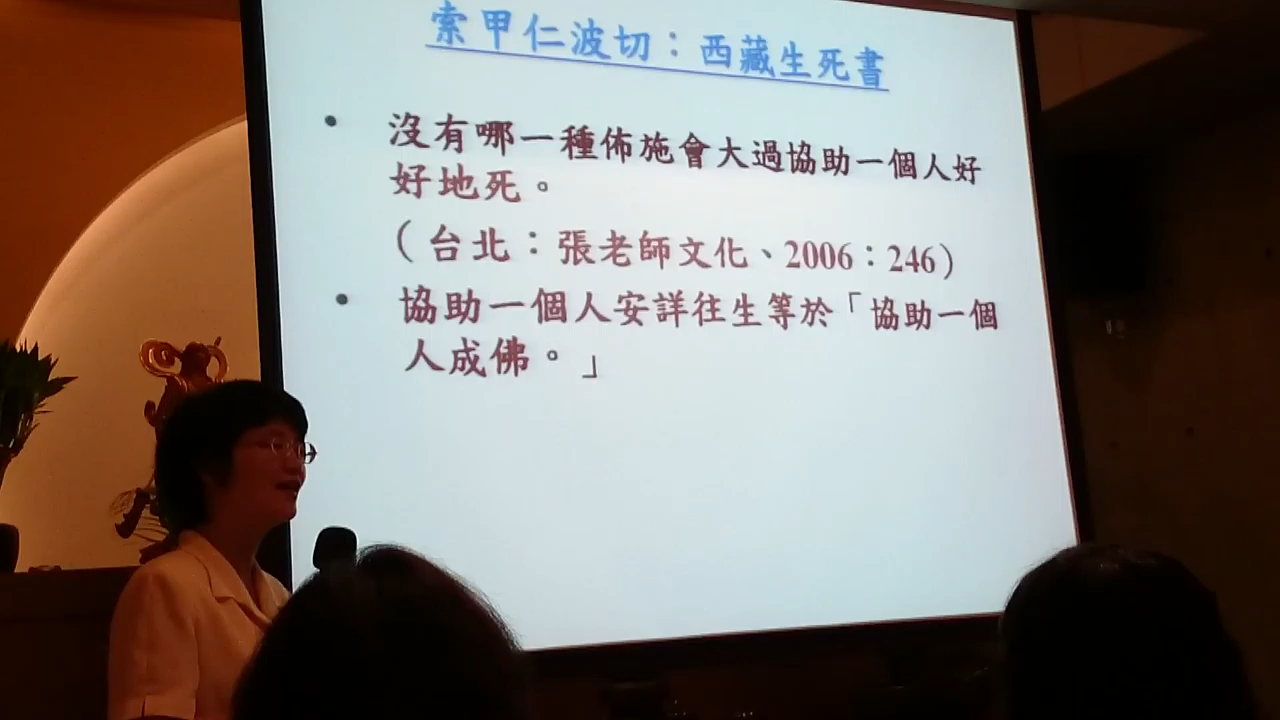 索甲仁波切：西藏生死書
• 沒有哪一種佈施會大過協助一個人好
好地死。
（台北：張老師文化、2006：246）
• 協助一個人安詳往生等於「協助一個
人成佛。」